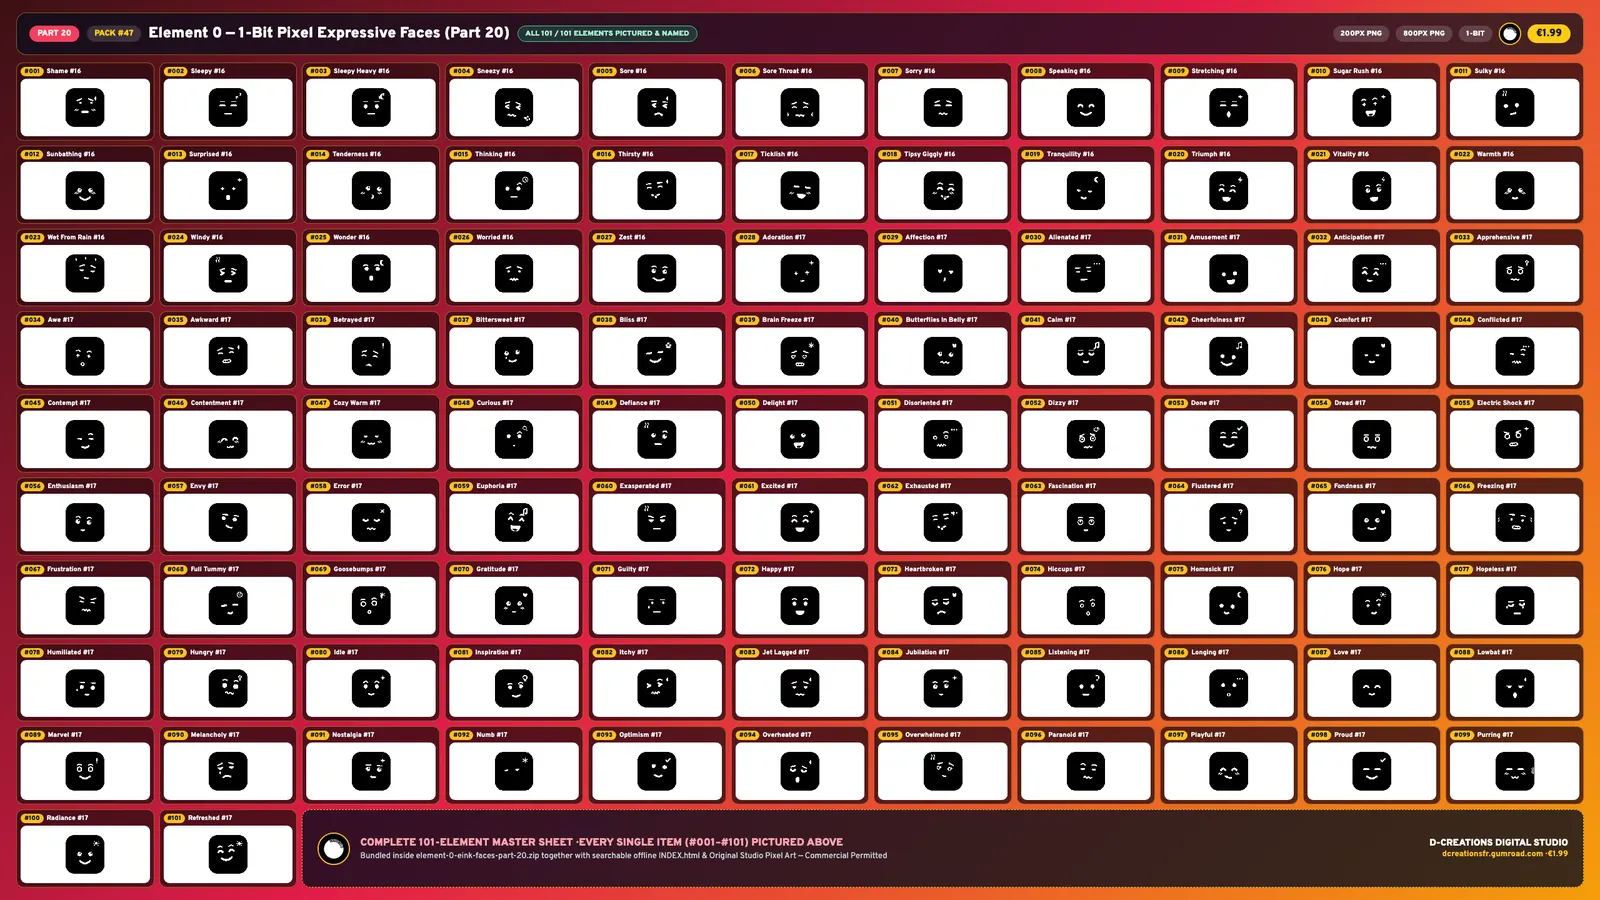 PART 20 PACK #47 Element 0 – 1-Bit Pixel Expressive Faces (Part 20) ALL 101 / 101 ELEMENTS PICTURED & NAMED 200PX PNG 800PX PNG 1-BIT €1.99
#001 Shame #16 #002 Sleepy #16 #003 Sleepy Heavy #16 #004 Sneezy #16 #005 Sore #16 #006 Sore Throat #16 #007 Sorry #16 #008 Speaking #16 #009 Stretching #16 #010 Sugar Rush #16 #011 Sulky #16
#012 Sunbathing #16 #013 Surprised #16 #014 Tenderness #16 #015 Thinking #16 #016 Thirsty #16 #017 Ticklish #16 #018 Tipsy Giggly #16 #019 Tranquility #16 #020 Triumph #16 #021 Vitality #16 #022 Warmth #16
#023 Wet From Rain #16 #024 Windy #16 #025 Wonder #16 #026 Worried #16 #027 Zest #16 #028 Adoration #17 #029 Affection #17 #030 Alienated #17 #031 Amusement #17 #032 Anticipation #17 #033 Apprehensive #17
#034 Awe #17 #035 Awkward #17 #036 Betrayed #17 #037 Bittersweet #17 #038 Bliss #17 #039 Brain Freeze #17 #040 Butterflies In Belly #17 #041 Calm #17 #042 Cheerfulness #17 #043 Comfort #17 #044 Conflicted #17
#045 Contempt #17 #046 Contentment #17 #047 Cozy Warm #17 #048 Curious #17 #049 Defiance #17 #050 Delight #17 #051 Disoriented #17 #052 Dizzy #17 #053 Done #17 #054 Dread #17 #055 Electric Shock #17
#056 Enthusiasm #17 #057 Envy #17 #058 Error #17 #059 Euphoria #17 #060 Exasperated #17 #061 Excited #17 #062 Exhausted #17 #063 Fascination #17 #064 Flustered #17 #065 Fondness #17 #066 Freezing #17
#067 Frustration #17 #068 Full Tummy #17 #069 Goosebumps #17 #070 Gratitude #17 #071 Guilty #17 #072 Happy #17 #073 Heartbroken #17 #074 Hiccups #17 #075 Homesick #17 #076 Hope #17 #077 Hopeless #17
#078 Humiliated #17 #079 Hungry #17 #080 Idle #17 #081 Inspiration #17 #082 Itchy #17 #083 Jet Lagged #17 #084 Jubilation #17 #085 Listening #17 #086 Longing #17 #087 Love #17 #088 Lowbat #17
#089 Marvel #17 #090 Melancholy #17 #091 Nostalgia #17 #092 Numb #17 #093 Optimism #17 #094 Overheated #17 #095 Overwhelmed #17 #096 Paranoid #17 #097 Playful #17 #098 Proud #17 #099 Purring #17
#100 Radiance #17 #101 Refreshed #17
COMPLETE 101-ELEMENT MASTER SHEET · EVERY SINGLE ITEM (#001–#101) PICTURED ABOVE
Bundled inside element-0-eink-faces-part-20.zip together with searchable offline INDEX.html & Original Studio Pixel Art — Commercial Permitted
D-CREATIONS DIGITAL STUDIO
dcreationsfr.gumroad.com · €1.99